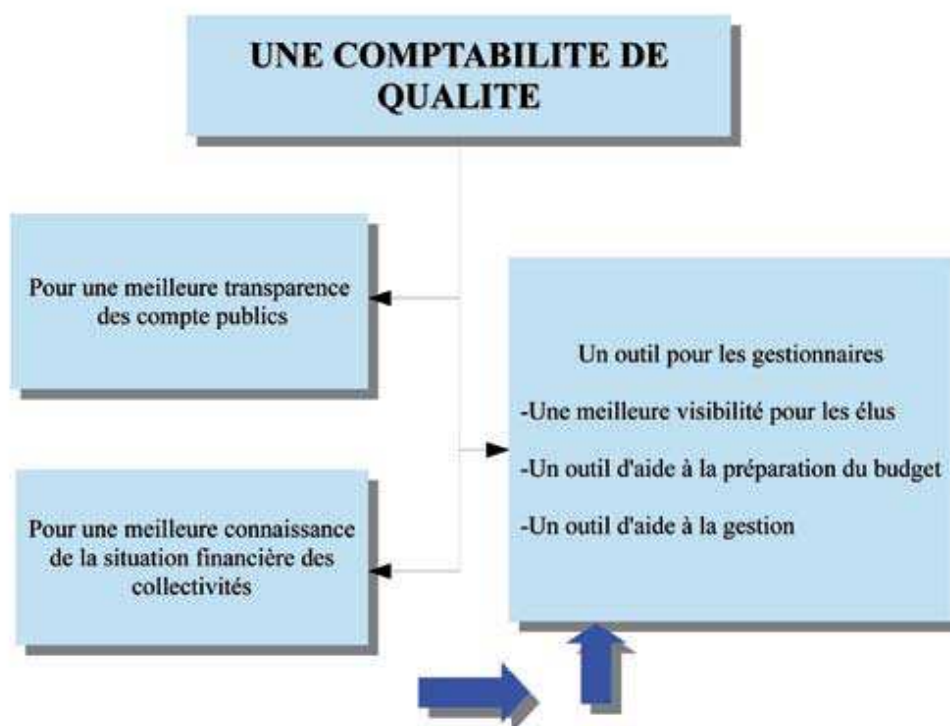 UNE COMPTABILITE DE
QUALITE
Pour une meilleure transparence
des compte publics
Un outil pour les gestionnaires
-Une meilleure visibilité pour les élus
-Un outil d'aide à la préparation du budget
-Un outil d'aide à la gestion
Pour une meilleure connaissance
de la situation financière des
collectivités